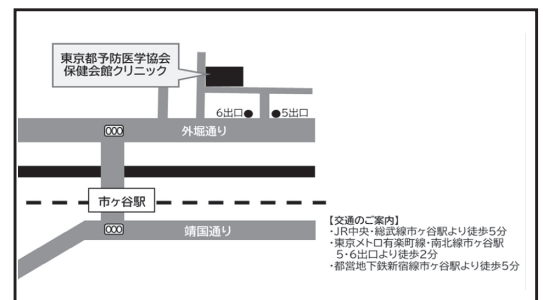 東京都予防医学協会
保健会館クリニック
6出口
5出口
外堀通り
市ヶ谷駅
靖国通り
【交通のご案内】
・JR中央・総武線市ヶ谷駅より徒歩5分
・東京メトロ有楽町線・南北線市ヶ谷駅
5・6出口より徒歩2分
・都営地下鉄新宿線市ヶ谷駅より徒歩5分